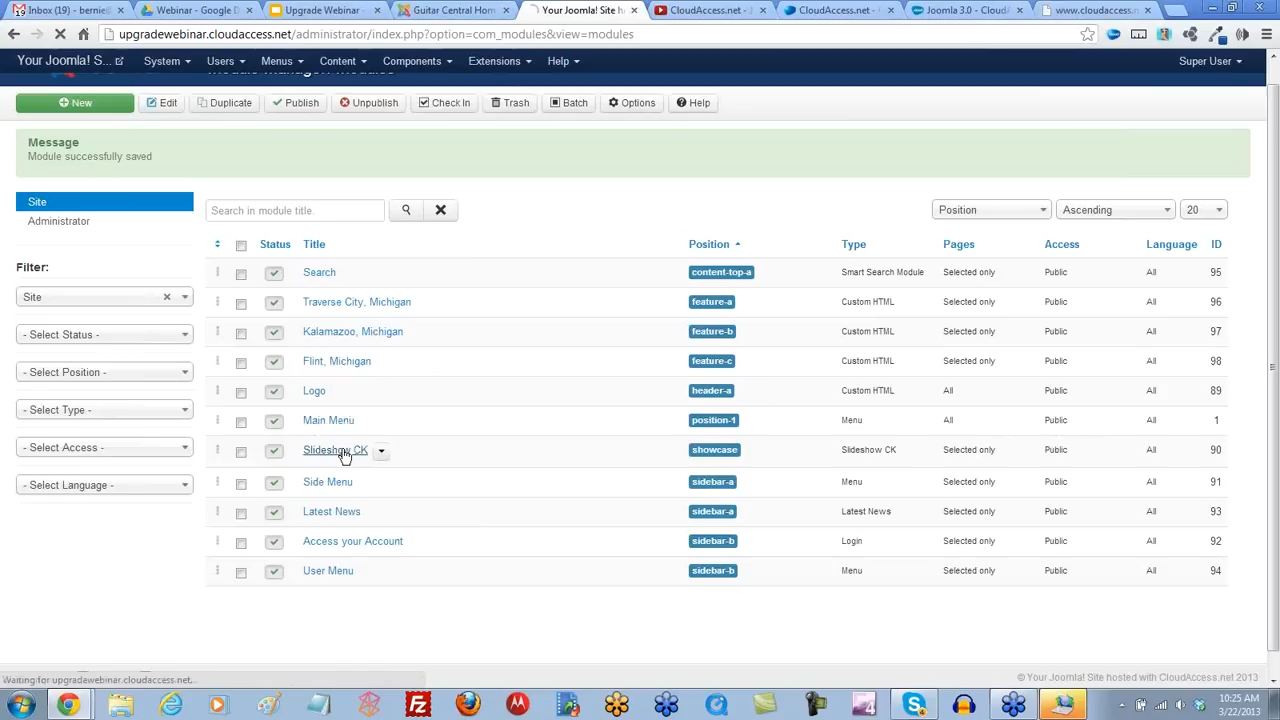 Inbox (19) - bernie@
Webinar - Google D
Upgrade Webinar -
Guitar Central Hom
Your Joomla! Site h
CloudAccess.net - J
CloudAccess.net -
Joomla 3.0 - CloudA
www.cloudaccess.n
upgradewebinar.cloudaccess.net/administrator/index.php?option=com_modules&view=modules
Your Joomla! S... System Users Menus Content Components Extensions Help Super User
Module Manager: Modules
New Edit Duplicate Publish Unpublish Check In Trash Batch Options Help
Message
Module successfully saved
Site
Administrator
Filter:
Site
- Select Status -
- Select Position -
- Select Type -
- Select Access -
- Select Language -
Search in module title. Position Ascending 20
Status Title Position Type Pages Access Language ID
Search content-top-a Smart Search Module Selected only Public All 95
Traverse City, Michigan feature-a Custom HTML Selected only Public All 96
Kalamazoo, Michigan feature-b Custom HTML Selected only Public All 97
Flint, Michigan feature-c Custom HTML Selected only Public All 98
Logo header-a Custom HTML All Public All 89
Main Menu position-1 Menu All Public All 1
Slideshow CK showcase Slideshow CK Selected only Public All 90
Side Menu sidebar-a Menu Selected only Public All 91
Latest News sidebar-a Latest News Selected only Public All 93
Access your Account sidebar-b Login Selected only Public All 92
User Menu sidebar-b Menu Selected only Public All 94
Waiting for upgradewebinar.cloudaccess.net...
© Your Joomla! Site hosted with CloudAccess.net 2013
10:25 AM
3/22/2013